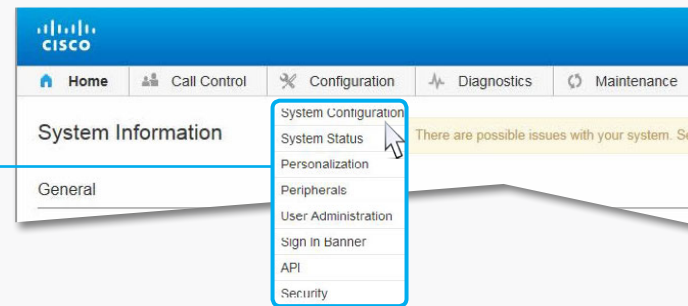 CISCO
Home Call Control Configuration Diagnostics Maintenance
System Information
There are possible issues with your system. Se
General
System Configuration
System Status
Personalization
Peripherals
User Administration
Sign In Banner
API
Security